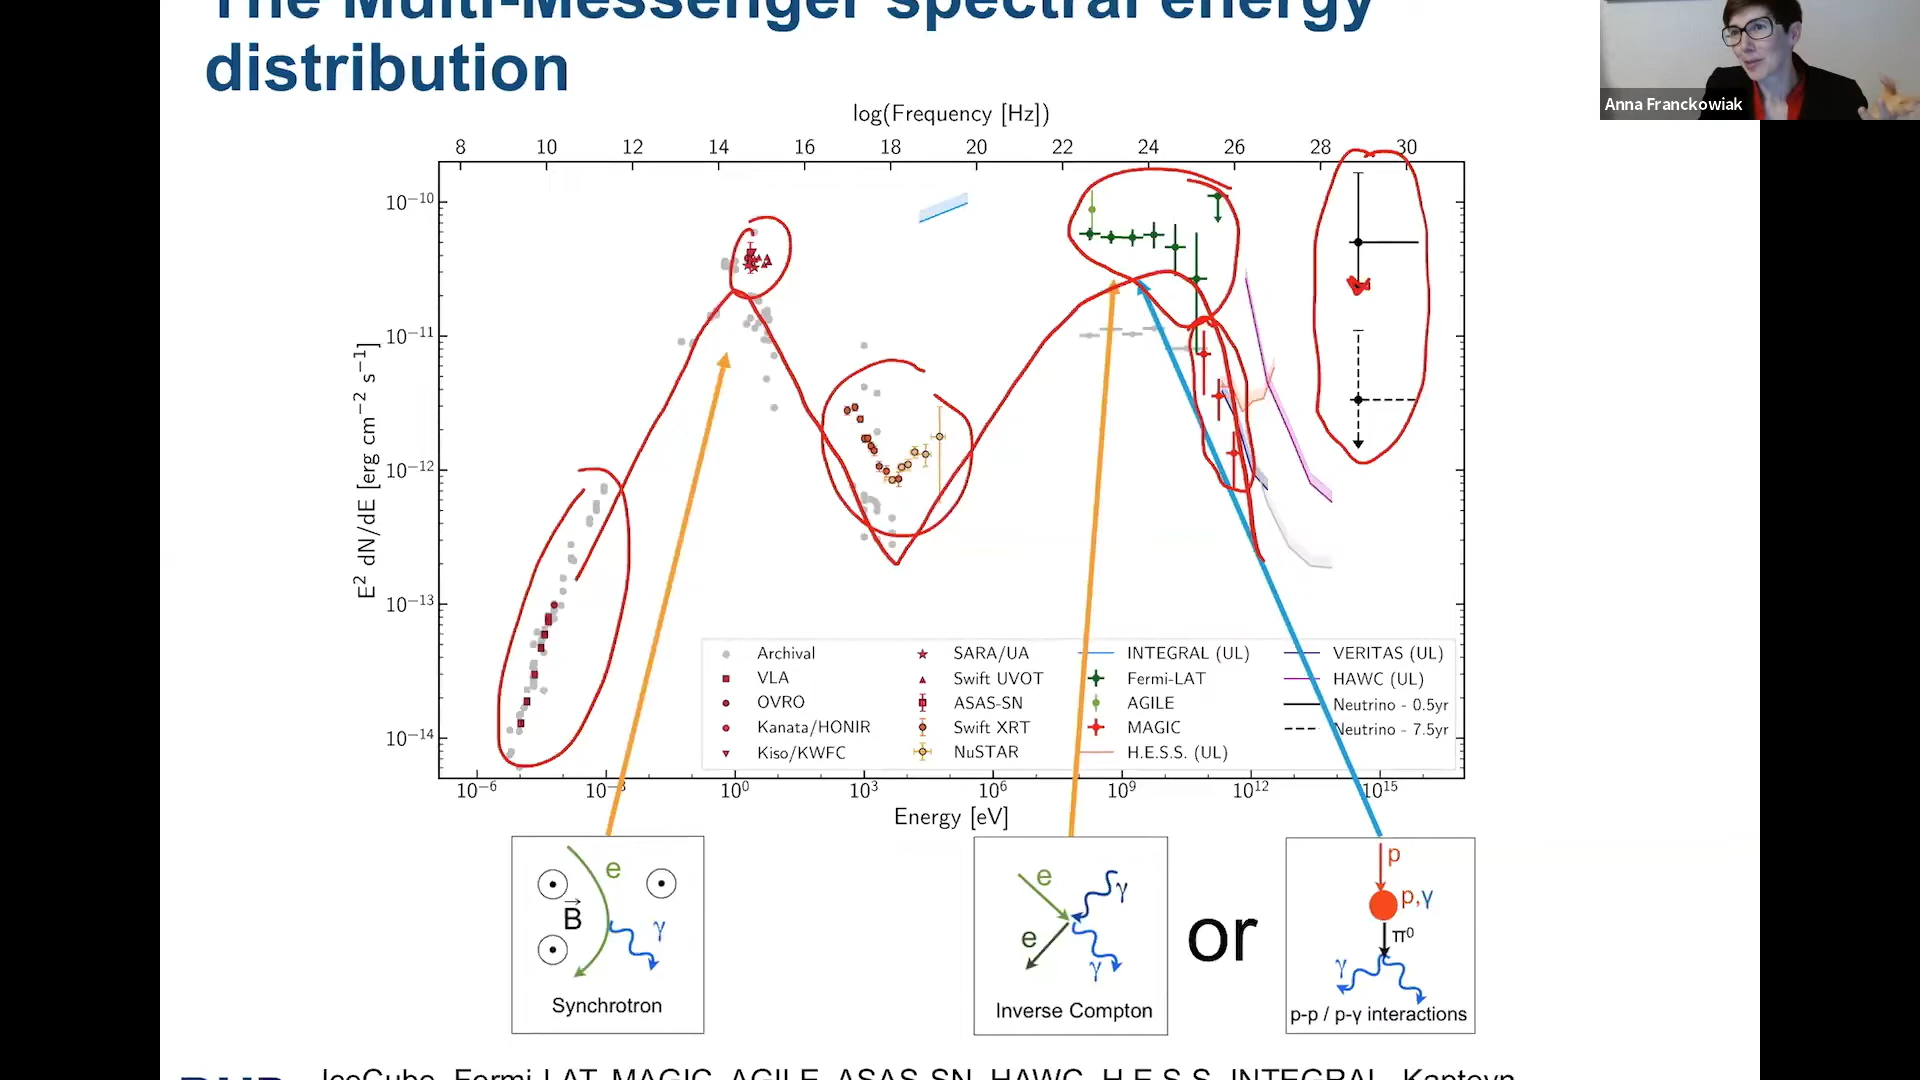 The Multi-Messenger spectral energy
distribution
Anna Franckowiak
log(Frequency [Hz])
8 10 12 14 16 18 20 22 24 26 28 30
10−10
10−11
10−12
10−13
10−14
E2 dN/dE [erg cm−2 s−1]
Archival
VLA
OVRO
Kanata/HONIR
Kiso/KWFC
SARA/UA
Swift UVOT
ASAS-SN
Swift XRT
NuSTAR
INTEGRAL (UL)
Fermi-LAT
AGILE
MAGIC
H.E.S.S. (UL)
VERITAS (UL)
HAWC (UL)
Neutrino - 0.5yr
Neutrino - 7.5yr
10−6 10−3 100 103 106 109 1012 1015
Energy [eV]
e
B
γ
Synchrotron
e
γ
e
γ
Inverse Compton
or
p
p,γ
π0
γ
p-p / p-γ interactions
IceCube, Fermi-LAT, MAGIC, AGILE, ASAS-SN, HAWC, H.E.S.S, INTEGRAL, Kapteyn